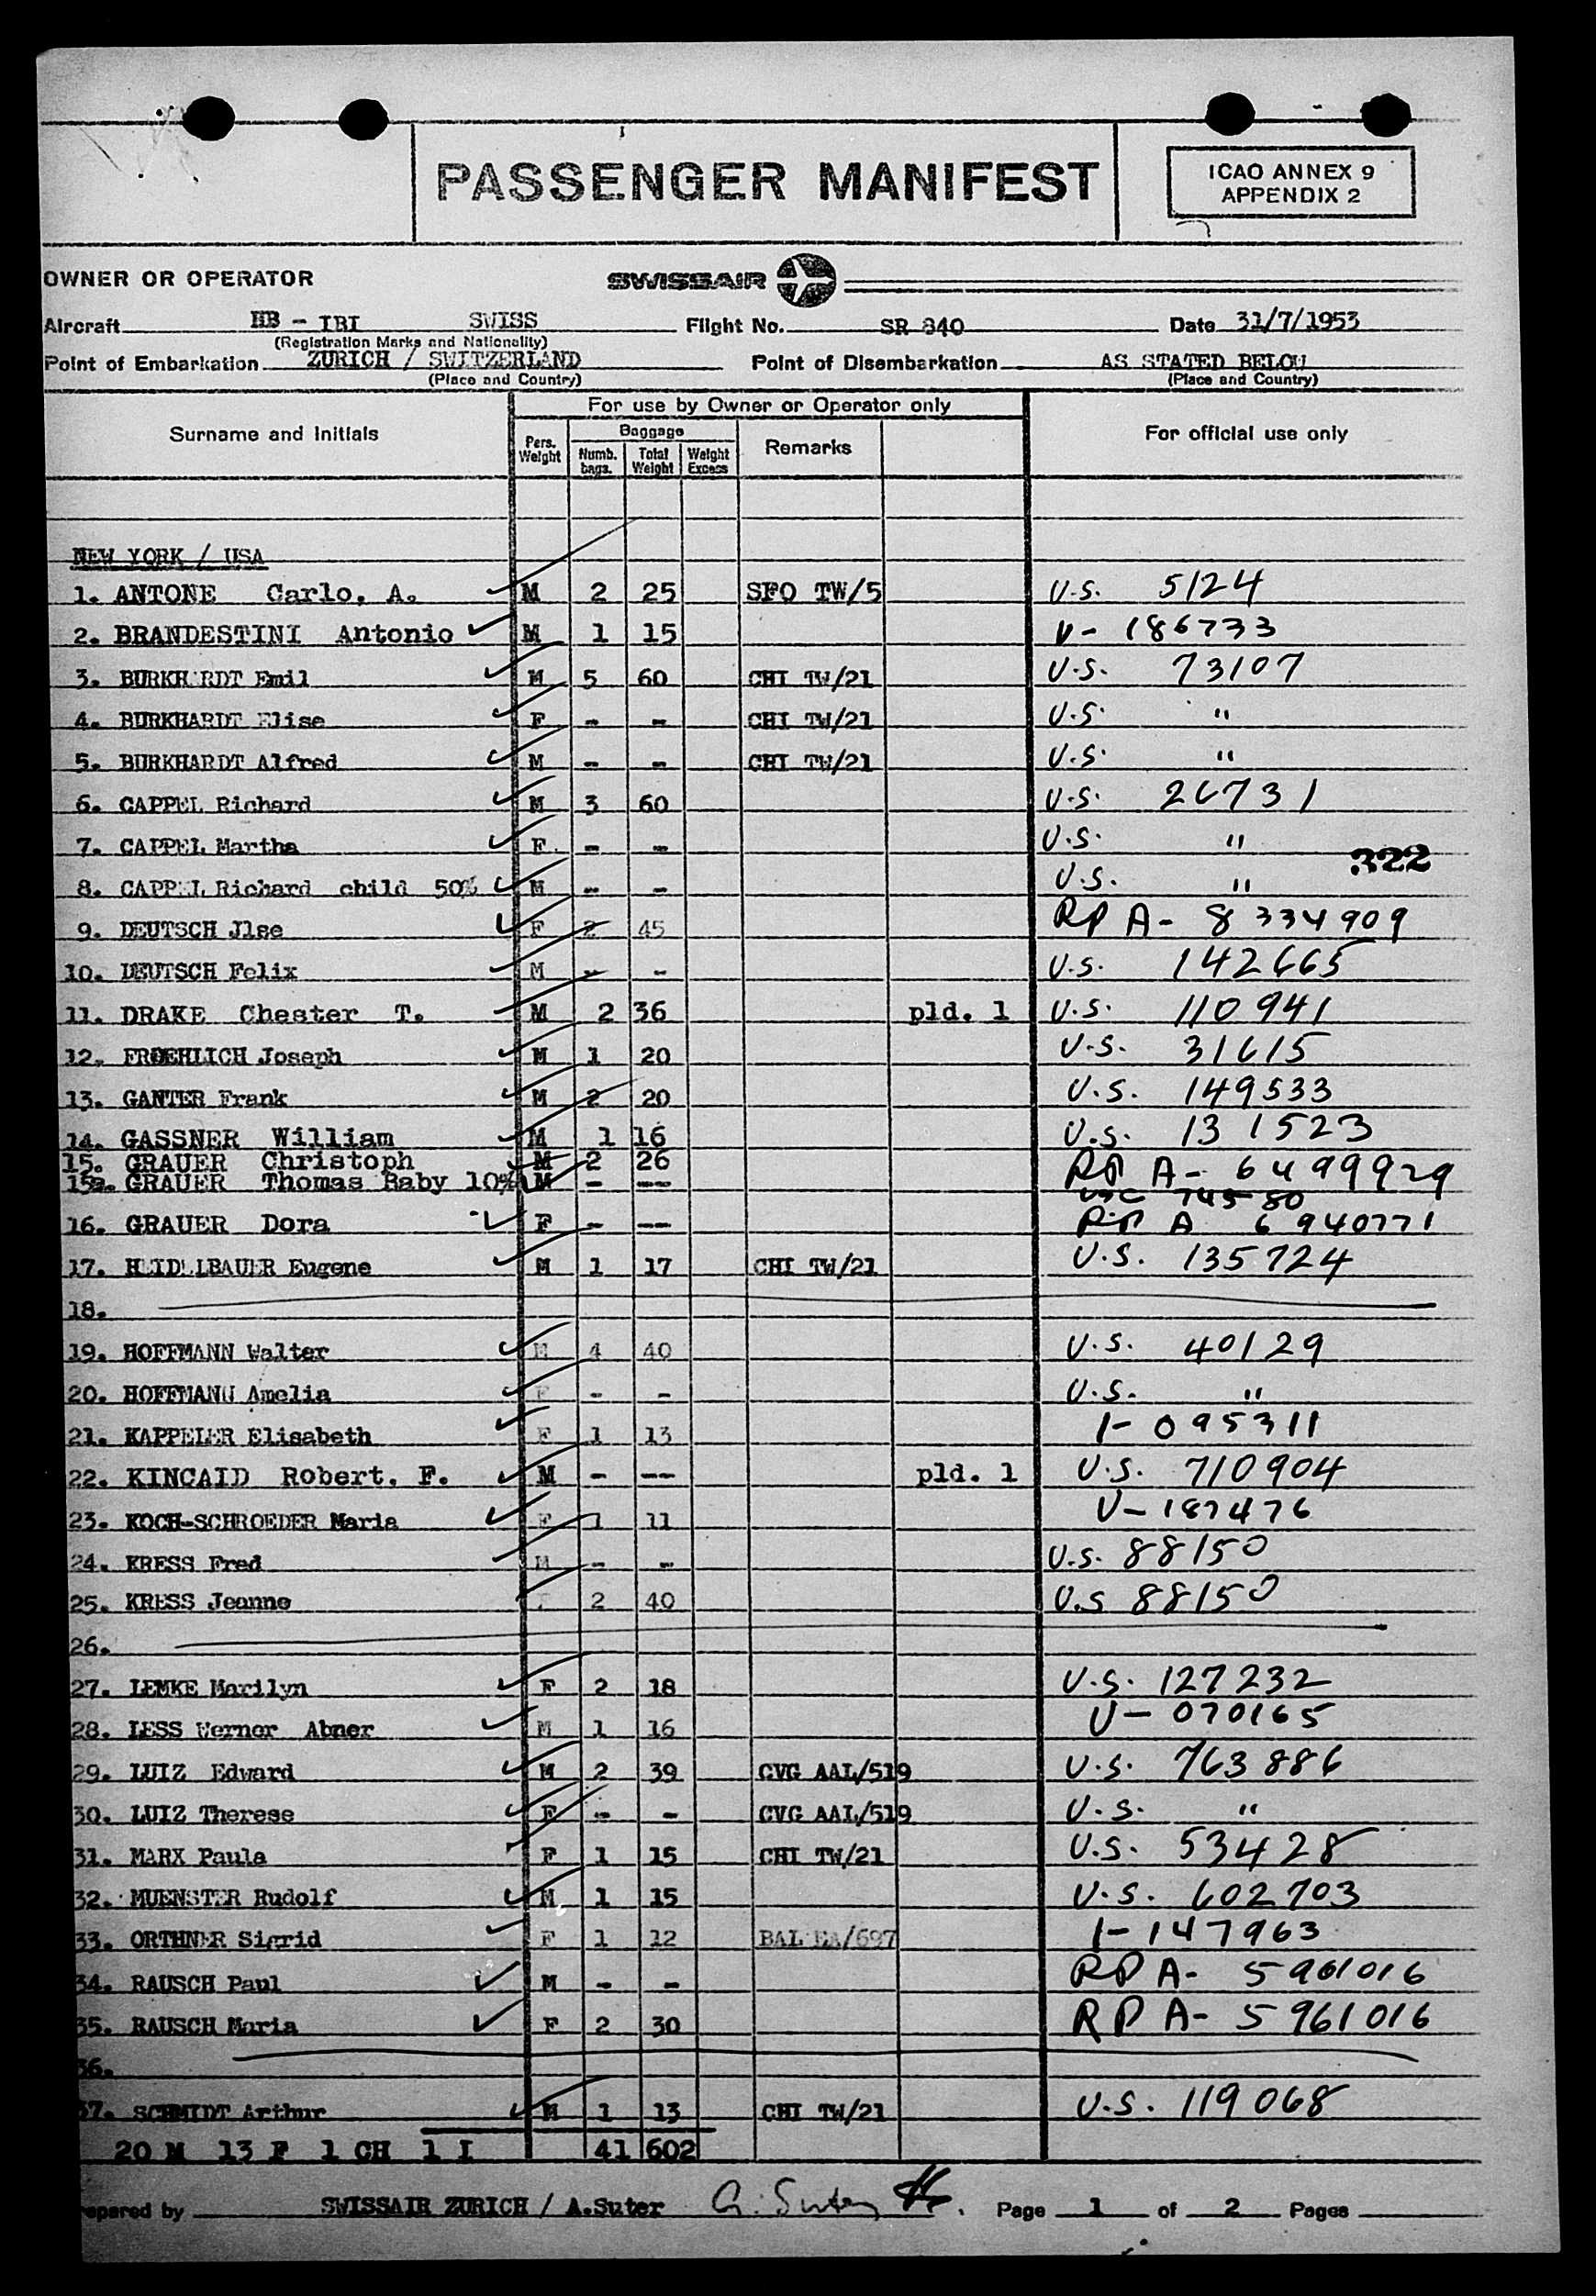 PASSENGER MANIFEST
ICAO ANNEX 9
APPENDIX 2
OWNER OR OPERATOR SWISSAIR
Aircraft HB - IBI SWISS Flight No. SR 840 Date 31/7/1953
(Registration Marks and Nationality)
Point of Embarkation ZURICH / SWITZERLAND Point of Disembarkation AS STATED BELOW
(Place and Country) (Place and Country)
For use by Owner or Operator only
Surname and Initials Pers. Weight Baggage Numb. bags. Total Weight Weight Excess Remarks For official use only
NEW YORK / USA
1. ANTONE Carlo, A. M 2 25 SFO TW/5 U.S. 5124
2. BRANDESTINI Antonio M 1 15 V- 186733
3. BURKHARDT Emil M 5 60 CHI TW/21 U.S. 73107
4. BURKHARDT Elise F - - CHI TW/21 U.S. "
5. BURKHARDT Alfred M - - CHI TW/21 U.S. "
6. CAPPEL Richard M 3 60 U.S. 26731
7. CAPPEL Martha F. - - U.S. "
322
8. CAPPEL Richard child 50% M - - U.S. "
9. DEUTSCH Jlse F 2 45 RP A- 8 334909
10. DEUTSCH Felix M - - U.S. 142665
11. DRAKE Chester T. M 2 36 pld. 1 U.S. 110941
12. FROEHLICH Joseph M 1 20 U.S. 31615
13. GANTER Frank M 2 20 U.S. 149533
14. GASSNER William M 1 16 U.S. 131523
15. GRAUER Christoph M 2 26 RP A- 6499929
15a. GRAUER Thomas Baby 10% M - -- 74580
16. GRAUER Dora F - -- RP A 6 940771
17. HEIDELBAUER Eugene M 1 17 CHI TW/21 U.S. 135724
18.
19. HOFFMANN Walter M 4 40 U.S. 40129
20. HOFFMANN Amelia F - - U.S. "
21. KAPPELER Elisabeth F 1 13 1-095311
22. KINCAID Robert, F. M - -- pld. 1 U.S. 710904
23. KOCH-SCHROEDER Maria F 1 11 V-187476
24. KRESS Fred M - - U.S. 88150
25. KRESS Jeanne F 2 40 U.S 88150
26.
27. LEMKE Marilyn F 2 18 U.S. 127232
28. LESS Werner Abner M 1 16 V-070165
29. LUIZ Edward M 2 39 CVG AAL/519 U.S. 763886
30. LUIZ Therese F - - CVG AAL/519 U.S. "
31. MARX Paula F 1 15 CHI TW/21 U.S. 53428
32. MUENSTER Rudolf M 1 15 U.S. 602703
33. ORTHNER Sigrid F 1 12 BAL EA/697 1-147963
34. RAUSCH Paul M - - RP A- 5961016
35. RAUSCH Maria F 2 30 RP A- 5961016
36.
37. SCHMIDT Arthur M 1 13 CHI TW/21 U.S. 119068
20 M 13 F 1 CH 1 I 41 602
repared by SWISSAIR ZURICH / A.Suter A. Suter Page 1 of 2 Pages